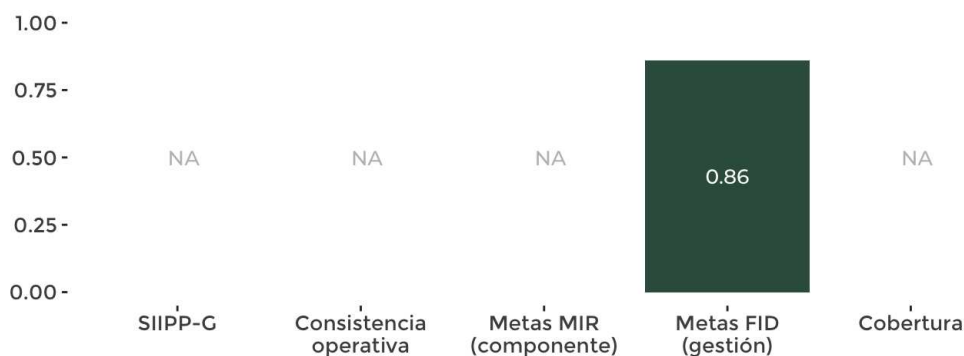 1.00
0.75
0.50
0.25
0.00
NA
NA
NA
0.86
NA
SIIPP-G
Consistencia
operativa
Metas MIR
(componente)
Metas FID
(gestión)
Cobertura